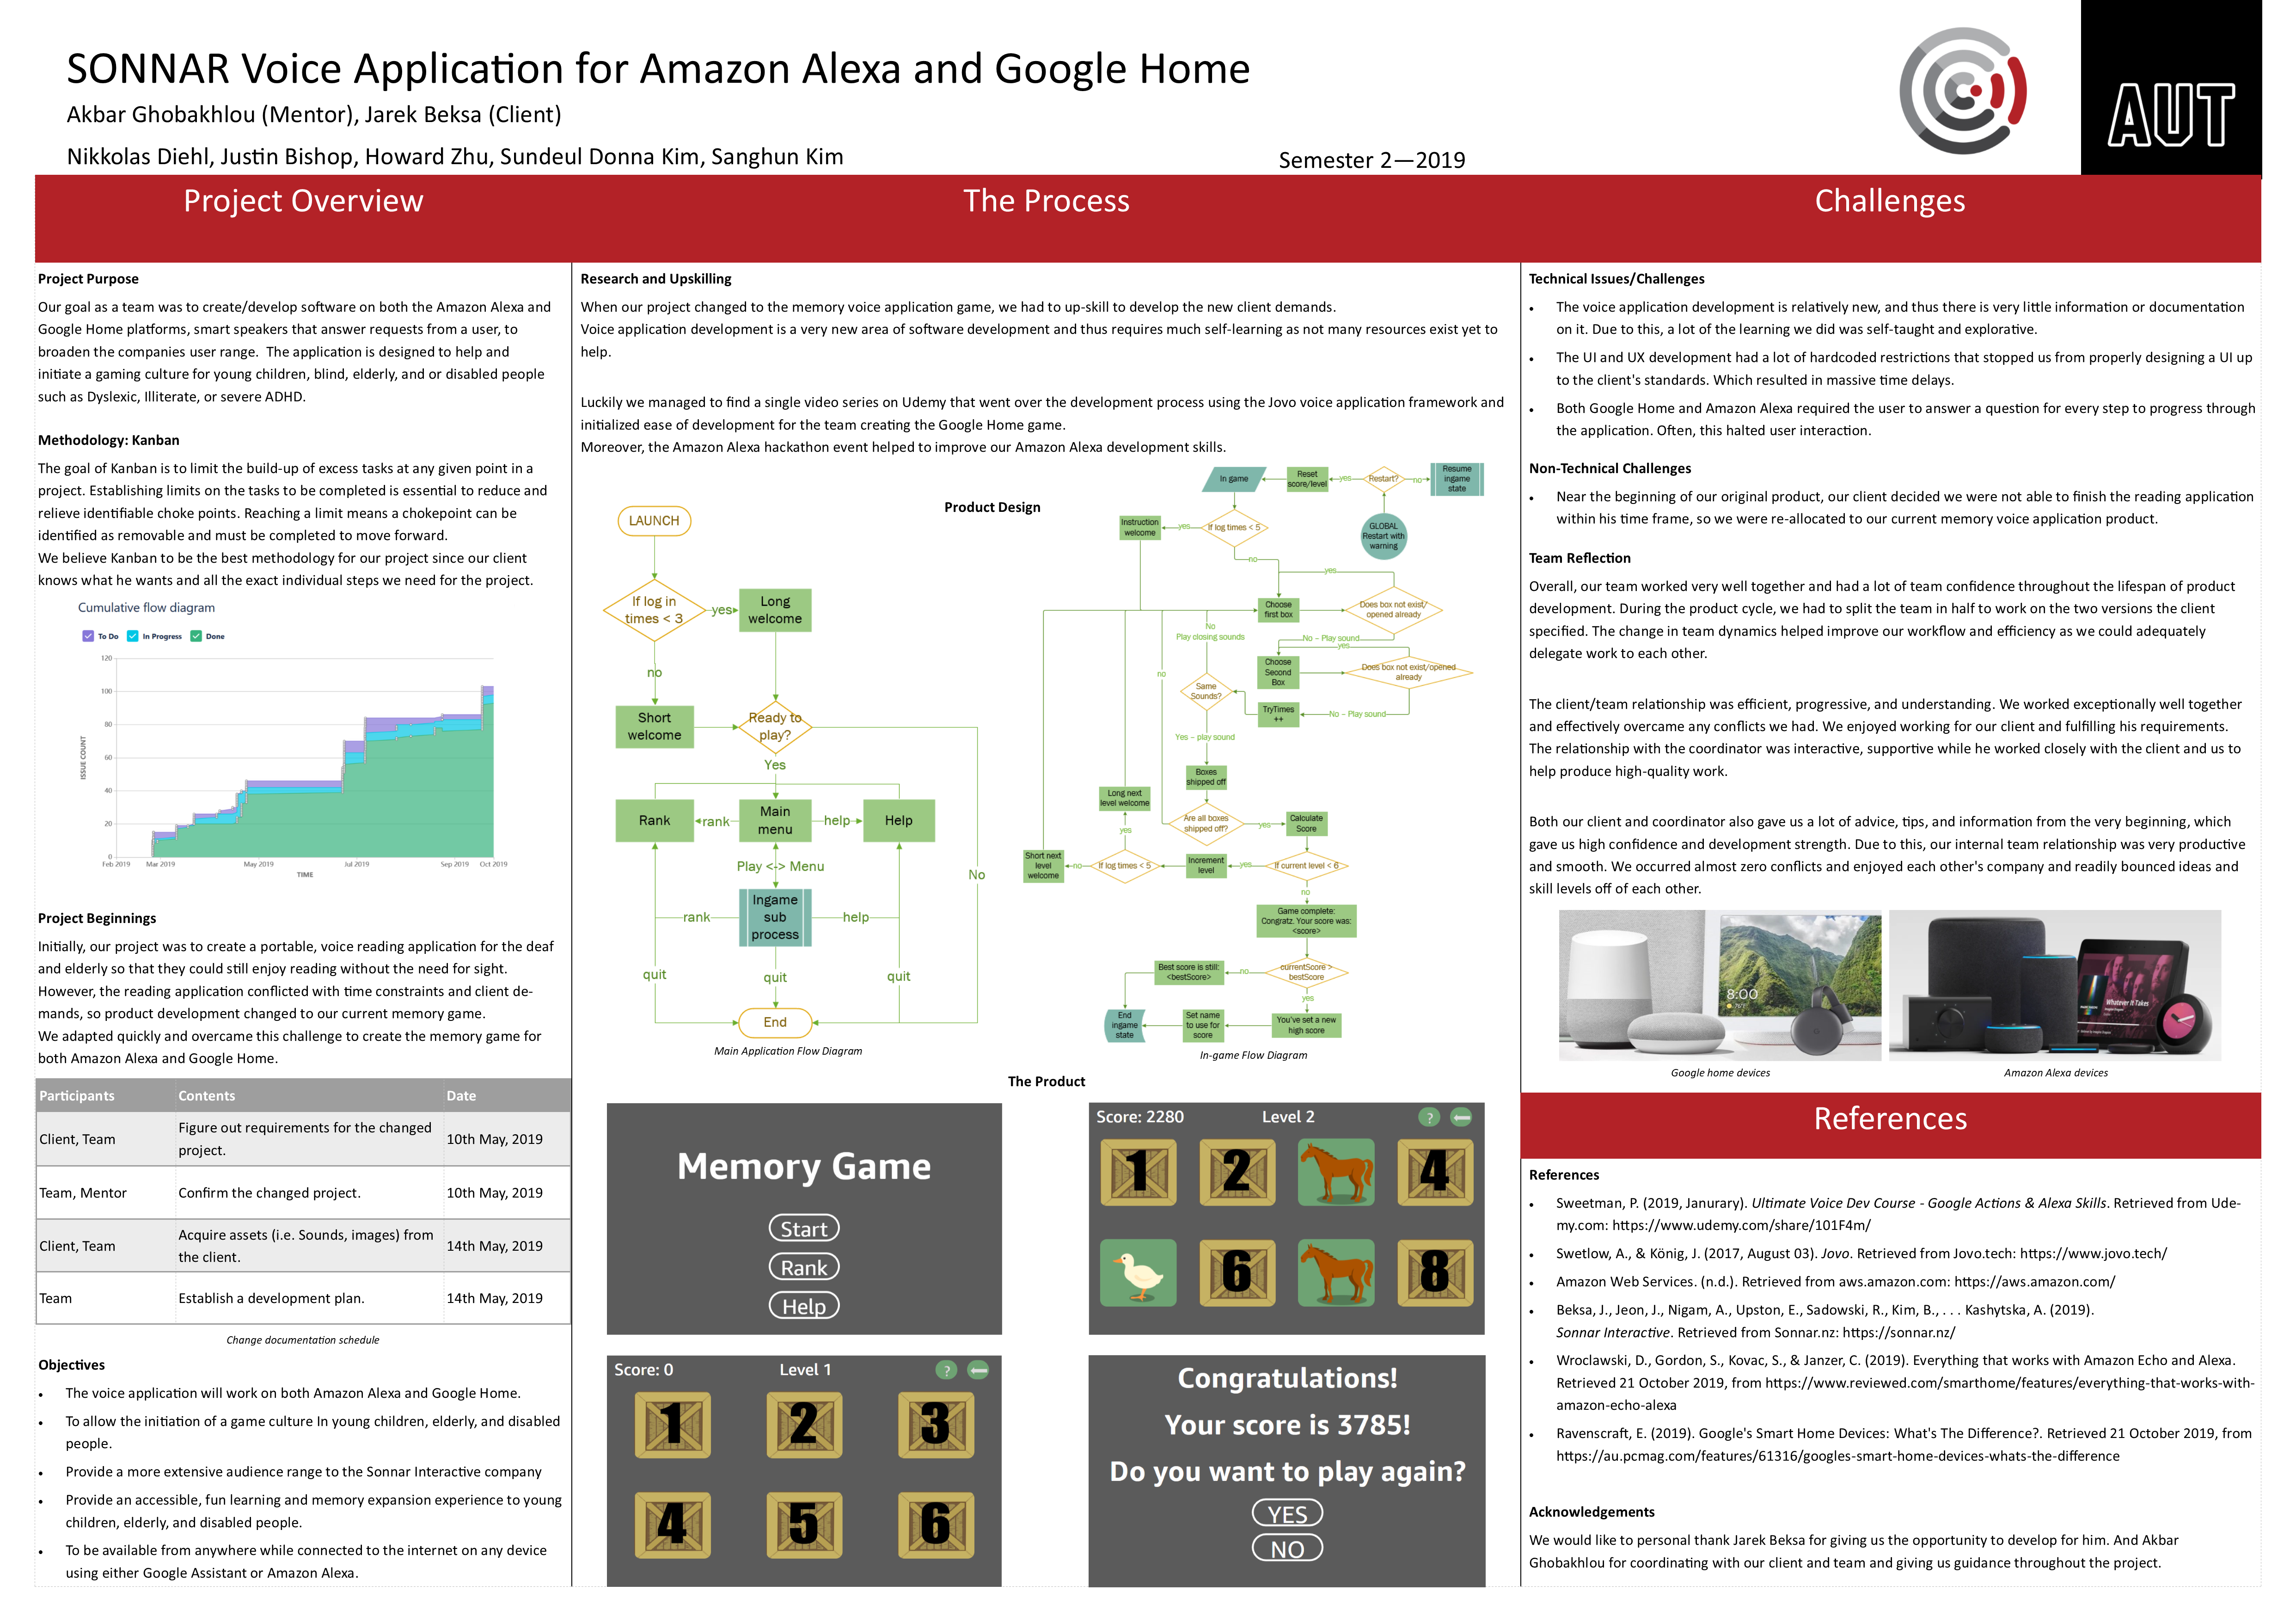 SONNAR Voice Application for Amazon Alexa and Google Home
Akbar Ghobakhlou (Mentor), Jarek Beksa (Client)
Nikkolas Diehl, Justin Bishop, Howard Zhu, Sundeul Donna Kim, Sanghun Kim
Semester 2—2019
AUT
Project Overview
Project Purpose
Our goal as a team was to create/develop software on both the Amazon Alexa and
Google Home platforms, smart speakers that answer requests from a user, to
broaden the companies user range. The application is designed to help and
initiate a gaming culture for young children, blind, elderly, and or disabled people
such as Dyslexic, Illiterate, or severe ADHD.
Methodology: Kanban
The goal of Kanban is to limit the build-up of excess tasks at any given point in a
project. Establishing limits on the tasks to be completed is essential to reduce and
relieve identifiable choke points. Reaching a limit means a chokepoint can be
identified as removable and must be completed to move forward.
We believe Kanban to be the best methodology for our project since our client
knows what he wants and all the exact individual steps we need for the project.
Cumulative flow diagram
To Do In Progress Done
120
100
80
60
40
20
0
ISSUE COUNT
Feb 2019 Mar 2019 May 2019 Jul 2019 Sep 2019 Oct 2019
TIME
Project Beginnings
Initially, our project was to create a portable, voice reading application for the deaf
and elderly so that they could still enjoy reading without the need for sight.
However, the reading application conflicted with time constraints and client de-
mands, so product development changed to our current memory game.
We adapted quickly and overcame this challenge to create the memory game for
both Amazon Alexa and Google Home.
Participants Contents Date
Client, Team Figure out requirements for the changed project. 10th May, 2019
Team, Mentor Confirm the changed project. 10th May, 2019
Client, Team Acquire assets (i.e. Sounds, images) from the client. 14th May, 2019
Team Establish a development plan. 14th May, 2019
Change documentation schedule
Objectives
• The voice application will work on both Amazon Alexa and Google Home.
• To allow the initiation of a game culture In young children, elderly, and disabled
people.
• Provide a more extensive audience range to the Sonnar Interactive company
• Provide an accessible, fun learning and memory expansion experience to young
children, elderly, and disabled people.
• To be available from anywhere while connected to the internet on any device
using either Google Assistant or Amazon Alexa.
The Process
Research and Upskilling
When our project changed to the memory voice application game, we had to up-skill to develop the new client demands.
Voice application development is a very new area of software development and thus requires much self-learning as not many resources exist yet to
help.
Luckily we managed to find a single video series on Udemy that went over the development process using the Jovo voice application framework and
initialized ease of development for the team creating the Google Home game.
Moreover, the Amazon Alexa hackathon event helped to improve our Amazon Alexa development skills.
Product Design
LAUNCH
If log in
times < 3
yes
Long
welcome
no
Short
welcome
Ready to
play?
Yes
Rank
rank
Main
menu
help
Help
Play <-> Menu
No
rank
Ingame
sub
process
help
quit
quit
quit
End
Main Application Flow Diagram
In game
Reset
score/level
yes
Restart?
no
Resume
ingame
state
Instruction
welcome
yes
If log times < 5
GLOBAL
Restart with
warning
no
yes
Choose
first box
Does box not exist/
opened already
No
Play closing sounds
No – Play sound
yes
Choose
Second
Box
Does box not exist/opened
already
no
Same
Sounds?
TryTimes
++
No – Play sound
Yes – play sound
Boxes
shipped off
Long next
level welcome
Are all boxes
shipped off?
yes
Calculate
Score
yes
Short next
level
welcome
no
If log times < 5
Increment
level
yes
If current level < 6
no
Game complete:
Congratz. Your score was:
<score>
Best score is still:
<bestScore>
no
currentScore >
bestScore
yes
End
ingame
state
Set name
to use for
score
You've set a new
high score
In-game Flow Diagram
The Product
Memory Game
Start
Rank
Help
Score: 2280 Level 2 ?
1 2 4
6 8
Score: 0 Level 1 ?
1 2 3
4 5 6
Congratulations!
Your score is 3785!
Do you want to play again?
YES
NO
Challenges
Technical Issues/Challenges
• The voice application development is relatively new, and thus there is very little information or documentation
on it. Due to this, a lot of the learning we did was self-taught and explorative.
• The UI and UX development had a lot of hardcoded restrictions that stopped us from properly designing a UI up
to the client's standards. Which resulted in massive time delays.
• Both Google Home and Amazon Alexa required the user to answer a question for every step to progress through
the application. Often, this halted user interaction.
Non-Technical Challenges
• Near the beginning of our original product, our client decided we were not able to finish the reading application
within his time frame, so we were re-allocated to our current memory voice application product.
Team Reflection
Overall, our team worked very well together and had a lot of team confidence throughout the lifespan of product
development. During the product cycle, we had to split the team in half to work on the two versions the client
specified. The change in team dynamics helped improve our workflow and efficiency as we could adequately
delegate work to each other.
The client/team relationship was efficient, progressive, and understanding. We worked exceptionally well together
and effectively overcame any conflicts we had. We enjoyed working for our client and fulfilling his requirements.
The relationship with the coordinator was interactive, supportive while he worked closely with the client and us to
help produce high-quality work.
Both our client and coordinator also gave us a lot of advice, tips, and information from the very beginning, which
gave us high confidence and development strength. Due to this, our internal team relationship was very productive
and smooth. We occurred almost zero conflicts and enjoyed each other's company and readily bounced ideas and
skill levels off of each other.
8:00
Whatever It Takes
Google home devices
Amazon Alexa devices
References
References
• Sweetman, P. (2019, Janurary). Ultimate Voice Dev Course - Google Actions & Alexa Skills. Retrieved from Ude-
my.com: https://www.udemy.com/share/101F4m/
• Swetlow, A., & König, J. (2017, August 03). Jovo. Retrieved from Jovo.tech: https://www.jovo.tech/
• Amazon Web Services. (n.d.). Retrieved from aws.amazon.com: https://aws.amazon.com/
• Beksa, J., Jeon, J., Nigam, A., Upston, E., Sadowski, R., Kim, B., . . . Kashytska, A. (2019).
Sonnar Interactive. Retrieved from Sonnar.nz: https://sonnar.nz/
• Wroclawski, D., Gordon, S., Kovac, S., & Janzer, C. (2019). Everything that works with Amazon Echo and Alexa.
Retrieved 21 October 2019, from https://www.reviewed.com/smarthome/features/everything-that-works-with-
amazon-echo-alexa
• Ravenscraft, E. (2019). Google's Smart Home Devices: What's The Difference?. Retrieved 21 October 2019, from
https://au.pcmag.com/features/61316/googles-smart-home-devices-whats-the-difference
Acknowledgements
We would like to personal thank Jarek Beksa for giving us the opportunity to develop for him. And Akbar
Ghobakhlou for coordinating with our client and team and giving us guidance throughout the project.